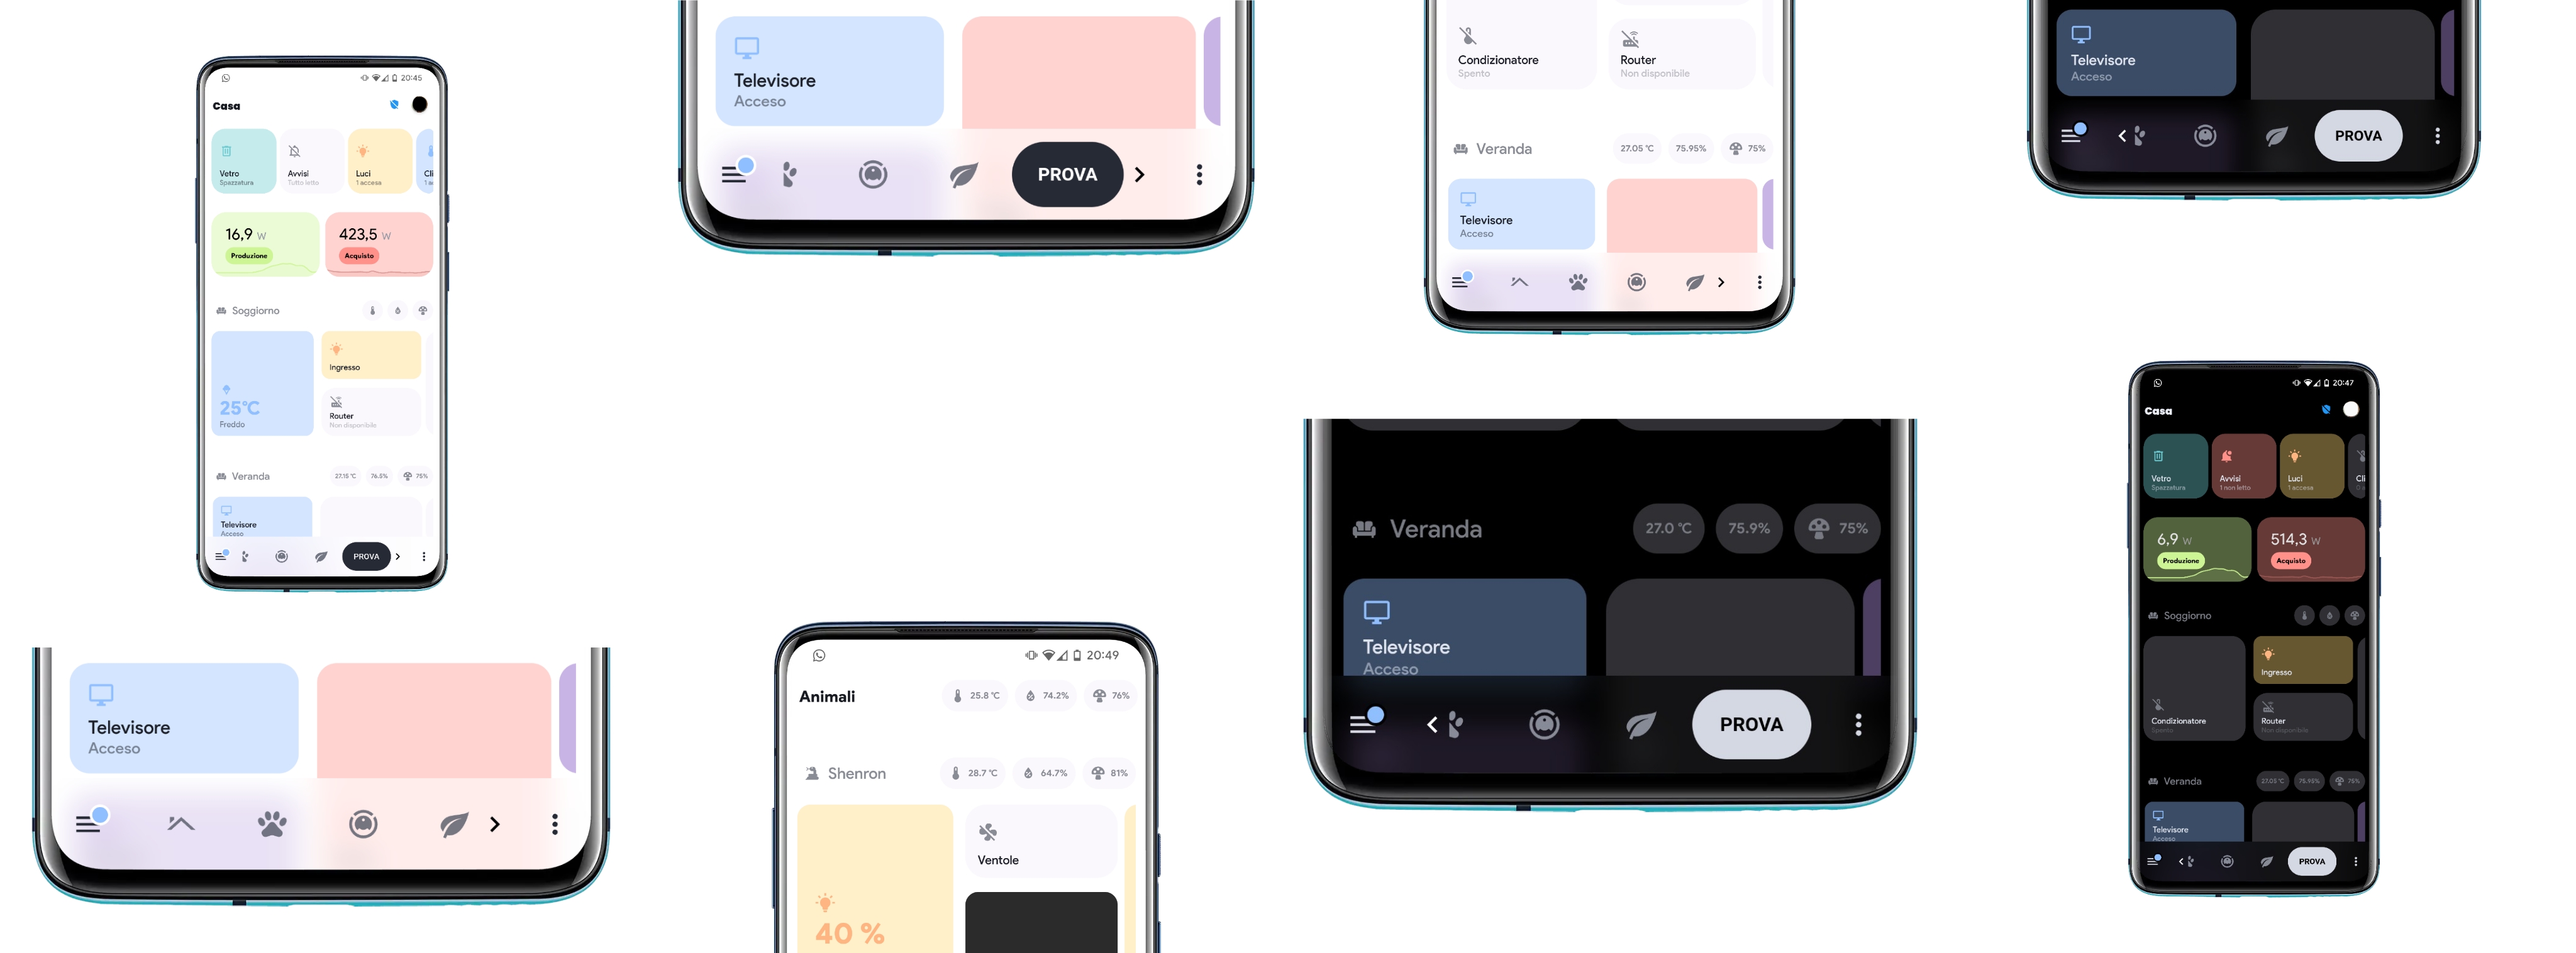 20:45
Casa
Vetro
Spazzatura
Avvisi
Tutto letto
Luci
1 accesa
Cli
16,9 W
Produzione
423,5 W
Acquisto
Soggiorno
25°C
Freddo
Ingresso
Router
Non disponibile
Veranda
27.15 °C
76.5%
75%
Televisore
Acceso
PROVA
Televisore
Acceso
Televisore
Acceso
PROVA
20:49
Animali
25.8 °C
74.2%
76%
Shenron
28.7 °C
64.7%
81%
40 %
Ventole
Condizionatore
Spento
Router
Non disponibile
Veranda
27.05 °C
75.95%
75%
Televisore
Acceso
Veranda
27.0 °C
75.9%
75%
Televisore
Acceso
PROVA
Televisore
Acceso
PROVA
20:47
Casa
Vetro
Spazzatura
Avvisi
1 non letto
Luci
1 accesa
Cli
6,9 W
Produzione
514,3 W
Acquisto
Soggiorno
Condizionatore
Spento
Ingresso
Router
Non disponibile
Veranda
27.05 °C
75.95%
75%
Televisore
Acceso
PROVA